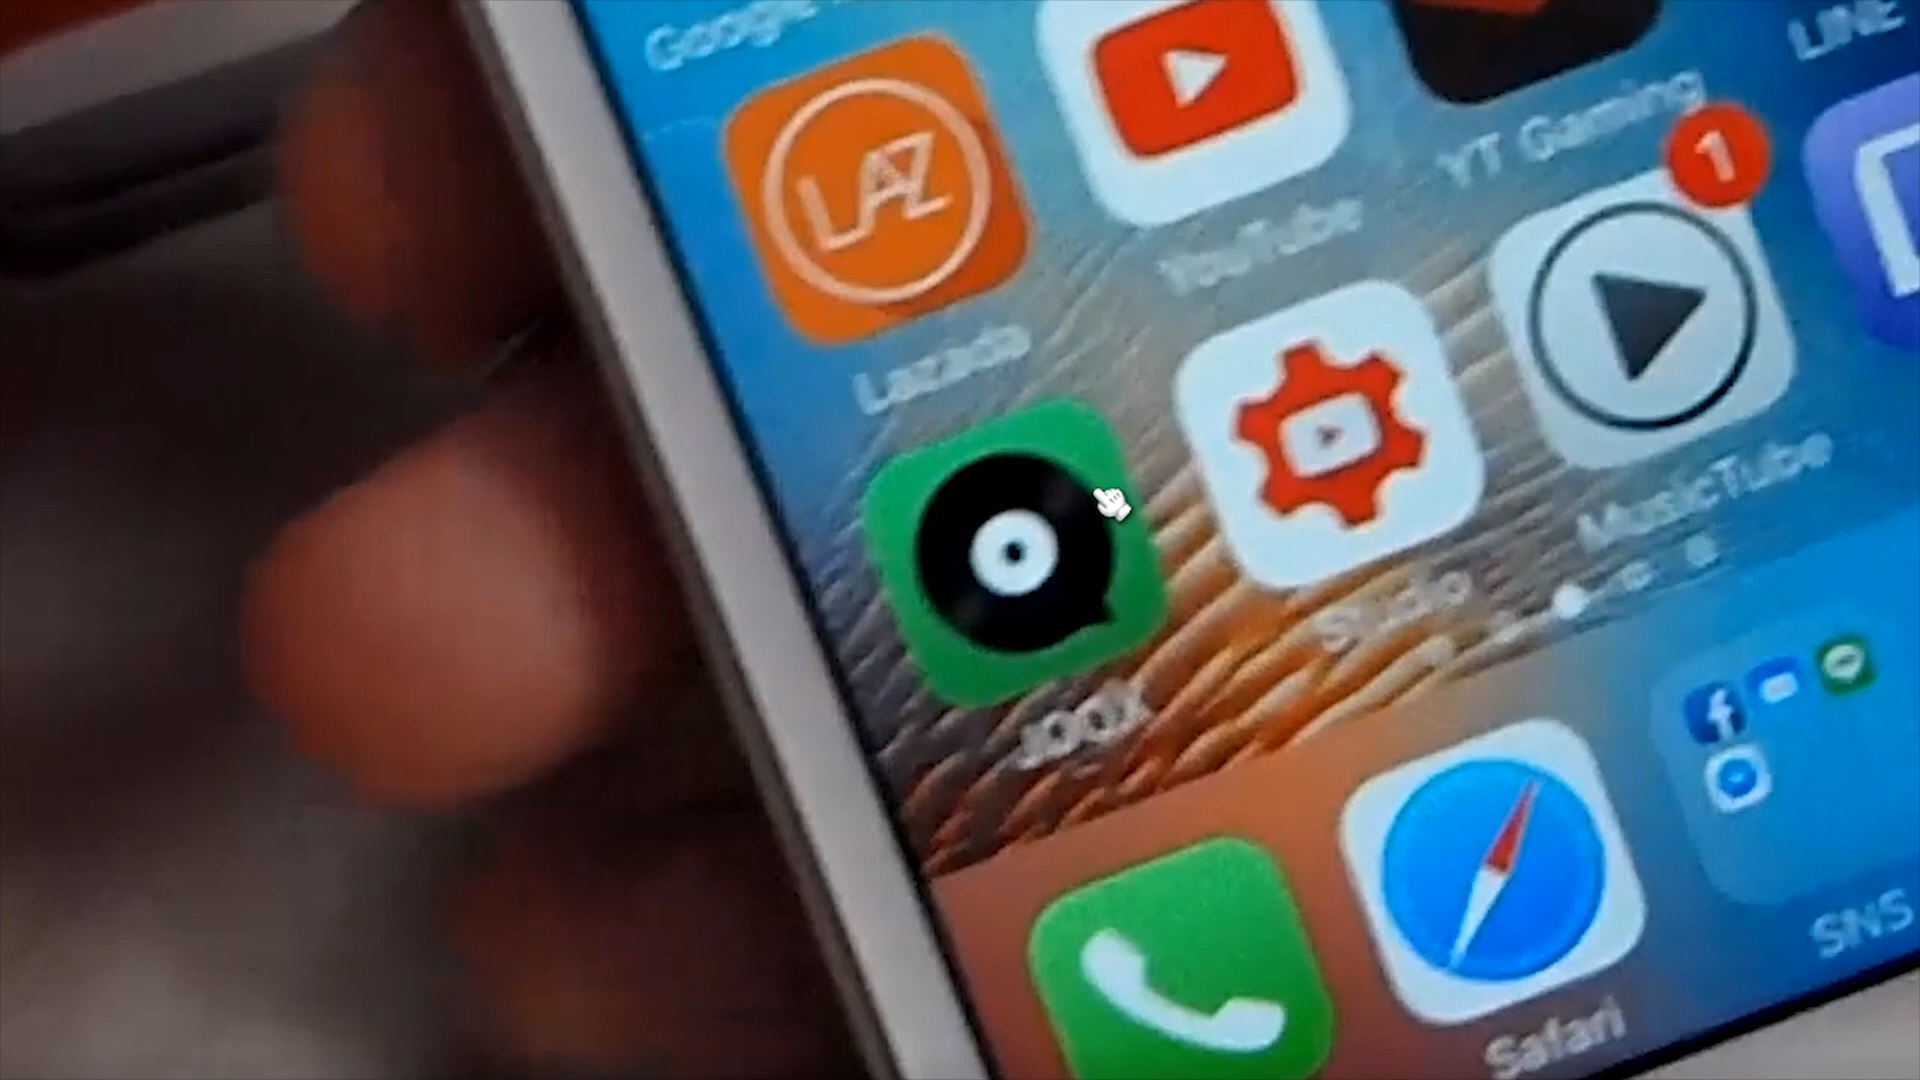 Google
LINE
LAZ
YT Gaming
1
YouTube
Lazada
MusicTube
Studio
JOOX
f
SNS
Safari